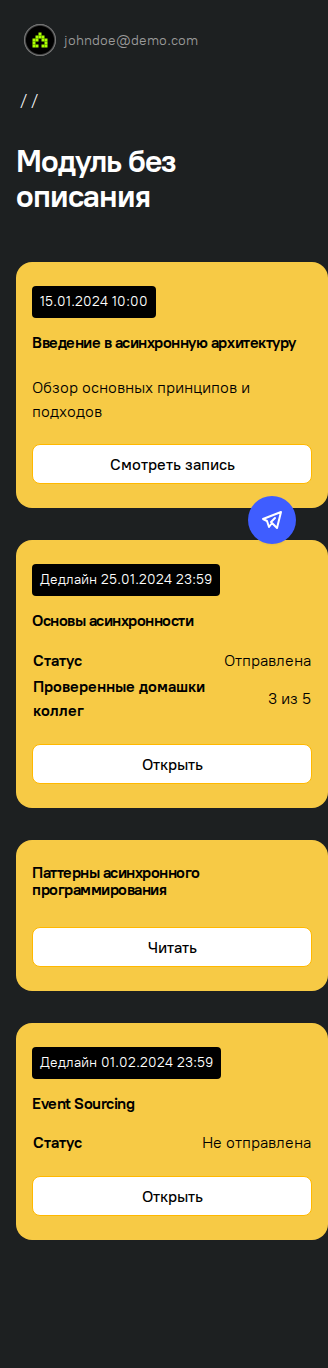 johndoe@demo.com
//
Модуль без
описания
15.01.2024 10:00
Введение в асинхронную архитектуру
Обзор основных принципов и
подходов
Смотреть запись
Дедлайн 25.01.2024 23:59
Основы асинхронности
Статус Отправлена
Проверенные домашки
коллег 3 из 5
Открыть
Паттерны асинхронного
программирования
Читать
Дедлайн 01.02.2024 23:59
Event Sourcing
Статус Не отправлена
Открыть